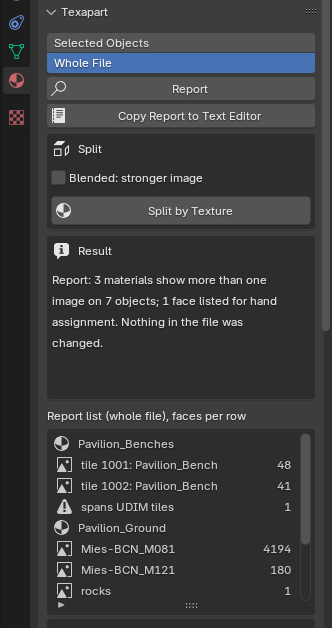 Texapart
Selected Objects
Whole File
Report
Copy Report to Text Editor
Split
Blended: stronger image
Split by Texture
Result
Report: 3 materials show more than one
image on 7 objects; 1 face listed for hand
assignment. Nothing in the file was
changed.
Report list (whole file), faces per row
Pavilion_Benches
tile 1001: Pavilion_Bench 48
tile 1002: Pavilion_Bench 41
spans UDIM tiles 1
Pavilion_Ground
Mies-BCN_M081 4194
Mies-BCN_M121 180
rocks 1